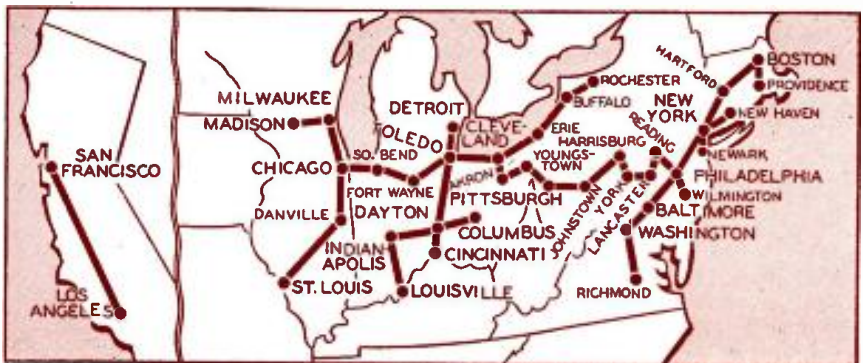 SAN
FRANCISCO
LOS
ANGELES
MILWAUKEE
MADISON
CHICAGO
DANVILLE
ST. LOUIS
SO. BEND
FORT WAYNE
DETROIT
TOLEDO
CLEVE-
LAND
DAYTON
INDIAN-
APOLIS
COLUMBUS
CINCINNATI
LOUISVILLE
ROCHESTER
BUFFALO
ERIE
AKRON
YOUNGS-
TOWN
PITTSBURGH
JOHNSTOWN
HARRISBURG
YORK
LANCASTER
READING
HARTFORD
BOSTON
PROVIDENCE
NEW
YORK
NEW HAVEN
NEWARK
PHILADELPHIA
WILMINGTON
BALTIMORE
WASHINGTON
RICHMOND